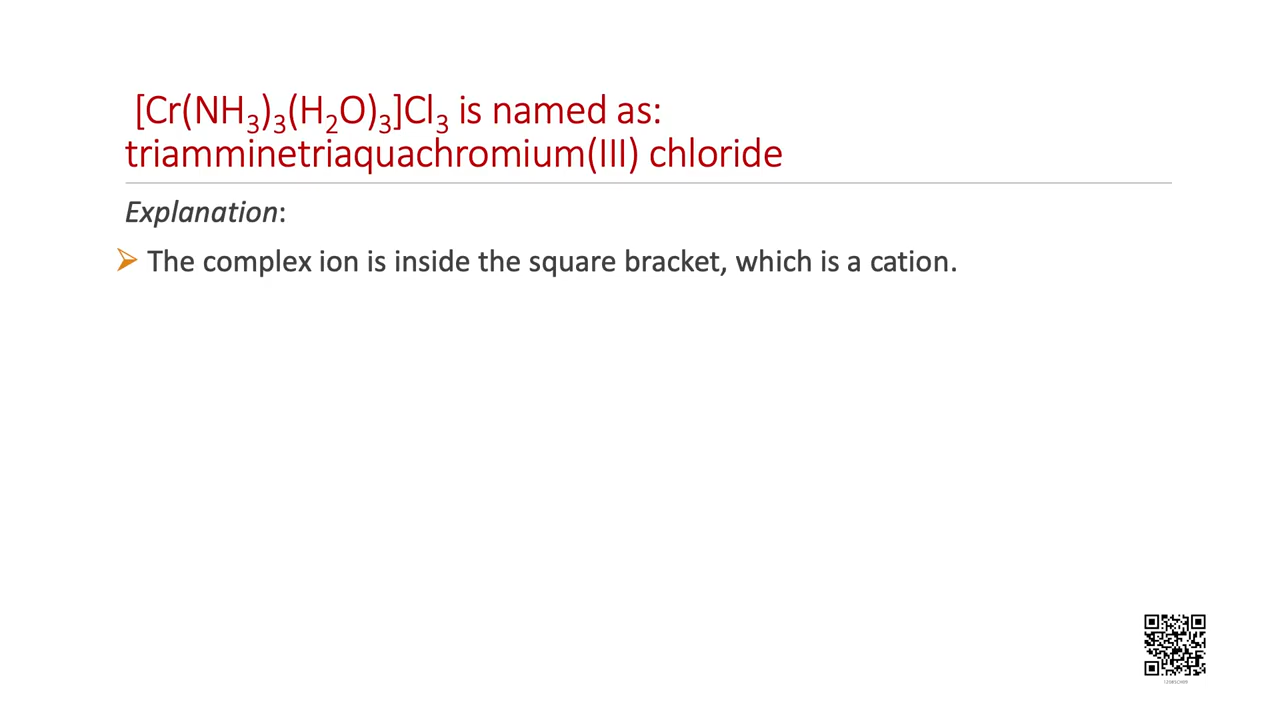 [Cr(NH₃)₃(H₂O)₃]Cl₃ is named as:
triamminetriaquachromium(III) chloride
Explanation:
The complex ion is inside the square bracket, which is a cation.